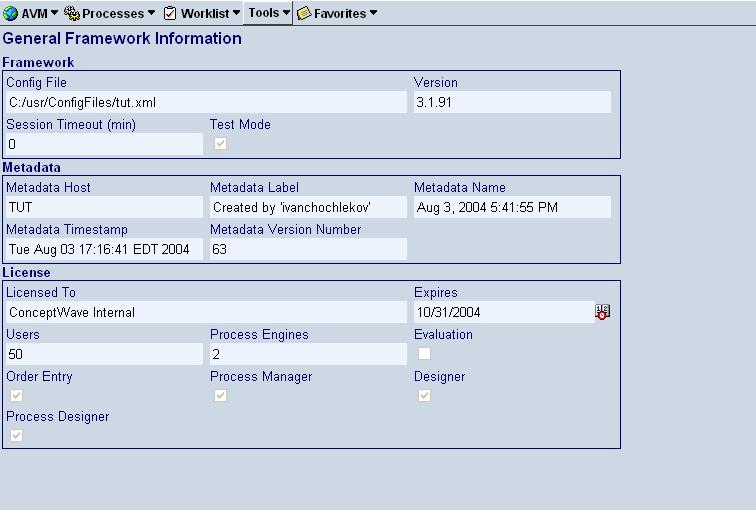 AVM Processes Worklist Tools Favorites
General Framework Information
Framework
Config File Version
C:/usr/ConfigFiles/tut.xml 3.1.91
Session Timeout (min) Test Mode
0
Metadata
Metadata Host Metadata Label Metadata Name
TUT Created by 'ivanchochlekov' Aug 3, 2004 5:41:55 PM
Metadata Timestamp Metadata Version Number
Tue Aug 03 17:16:41 EDT 2004 63
License
Licensed To Expires
ConceptWave Internal 10/31/2004
Users Process Engines Evaluation
50 2
Order Entry Process Manager Designer
Process Designer